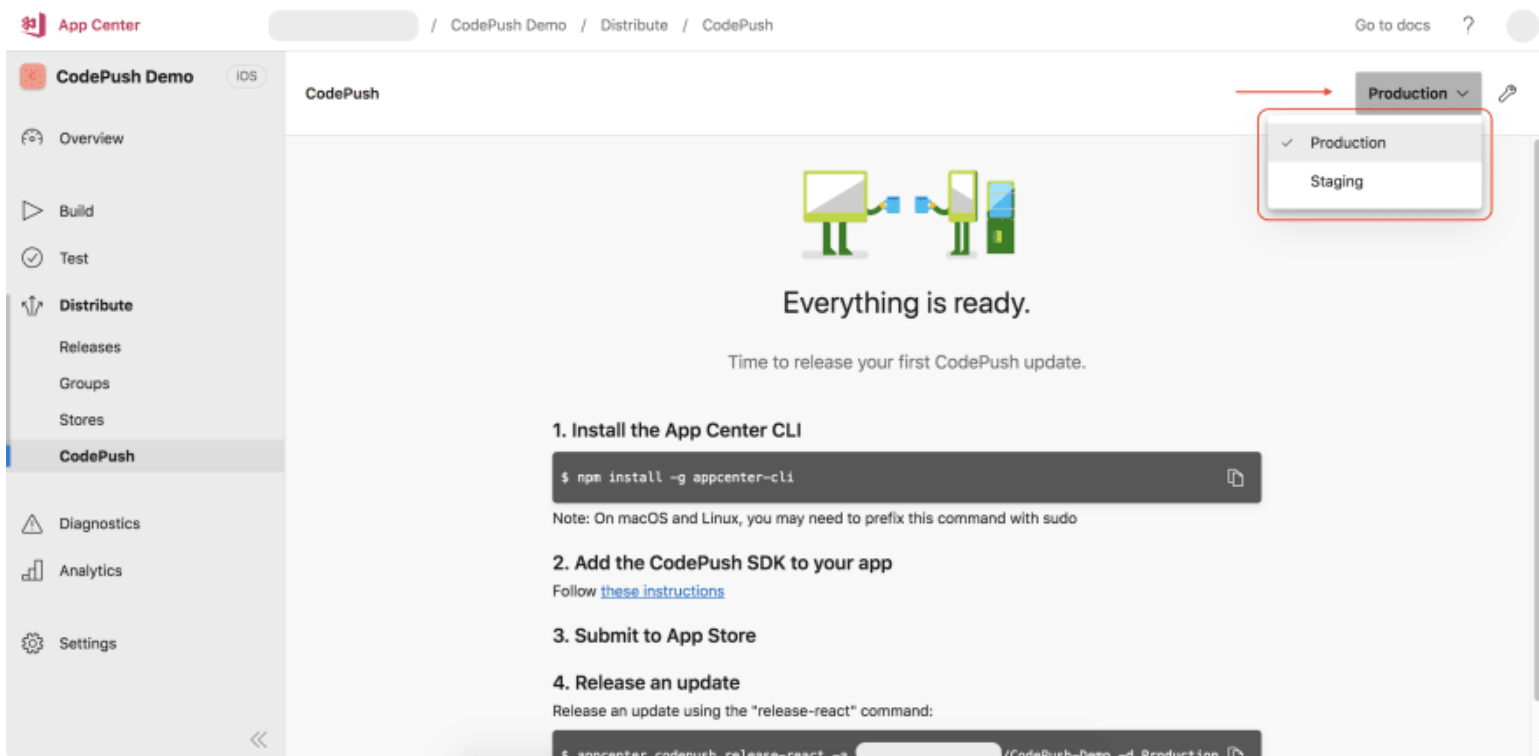 App Center
/ CodePush Demo / Distribute / CodePush
Go to docs ?
CodePush Demo iOS
CodePush
Production
Production
Staging
Overview
Build
Test
Distribute
Releases
Groups
Stores
CodePush
Diagnostics
Analytics
Settings
Everything is ready.
Time to release your first CodePush update.
1. Install the App Center CLI
$ npm install -g appcenter-cli
Note: On macOS and Linux, you may need to prefix this command with sudo
2. Add the CodePush SDK to your app
Follow these instructions
3. Submit to App Store
4. Release an update
Release an update using the "release-react" command:
$ appcenter codepush release-react -a /CodePush-Demo -d Production